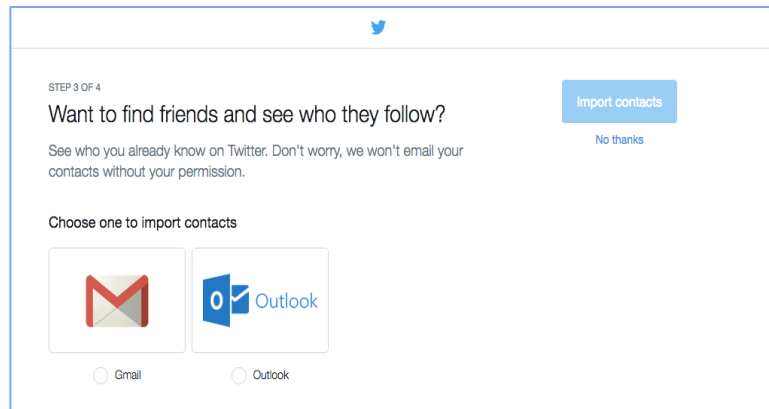 STEP 3 OF 4
Want to find friends and see who they follow?
See who you already know on Twitter. Don't worry, we won't email your
contacts without your permission.
Import contacts
No thanks
Choose one to import contacts
O Outlook
Gmail
Outlook